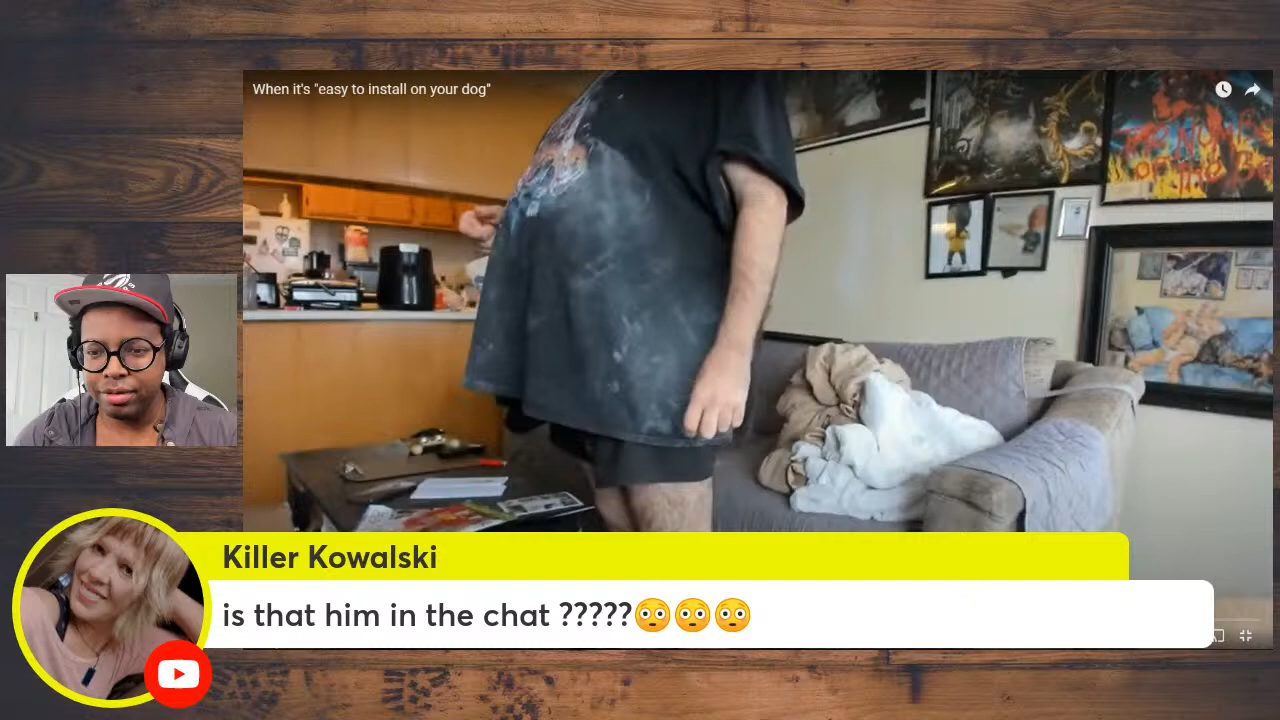 When it's "easy to install on your dog"
Killer Kowalski
is that him in the chat ?????😳😳😳